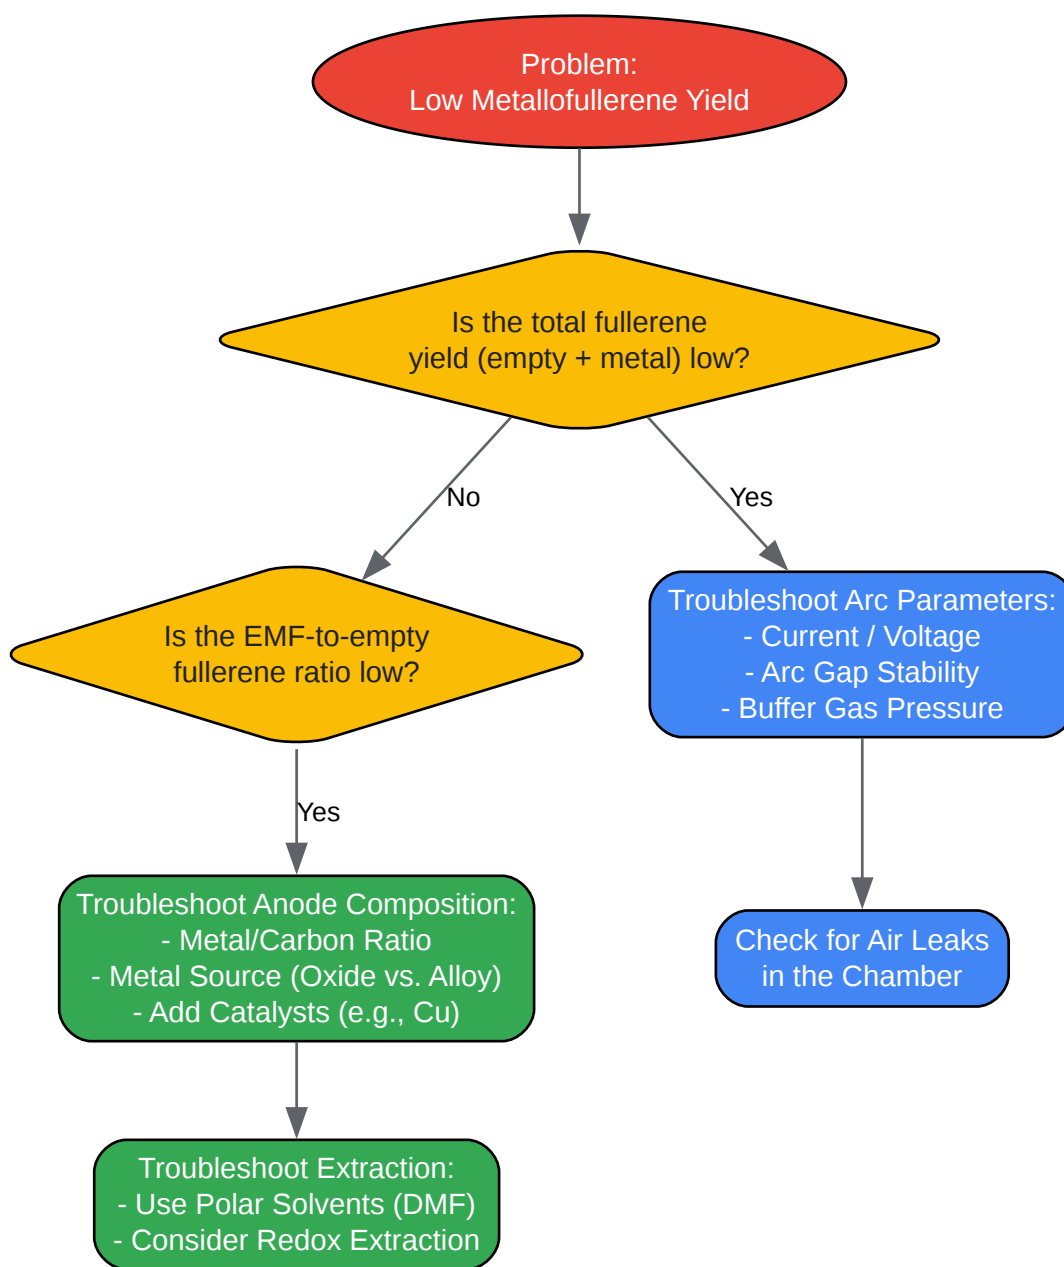 Problem:
Low Metallofullerene Yield
Is the total fullerene
yield (empty + metal) low?
No
Yes
Is the EMF-to-empty
fullerene ratio low?
Troubleshoot Arc Parameters:
- Current / Voltage
- Arc Gap Stability
- Buffer Gas Pressure
Yes
Troubleshoot Anode Composition:
- Metal/Carbon Ratio
- Metal Source (Oxide vs. Alloy)
- Add Catalysts (e.g., Cu)
Check for Air Leaks
in the Chamber
Troubleshoot Extraction:
- Use Polar Solvents (DMF)
- Consider Redox Extraction